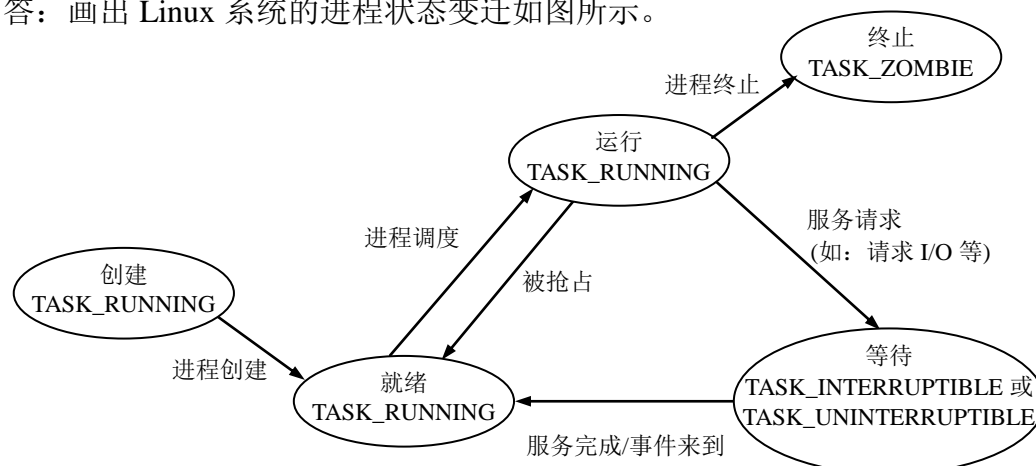 答：画出 Linux 系统的进程状态变迁如图所示。
终止
TASK_ZOMBIE
进程终止
运行
TASK_RUNNING
服务请求
(如：请求 I/O 等)
进程调度
被抢占
创建
TASK_RUNNING
进程创建
就绪
TASK_RUNNING
等待
TASK_INTERRUPTIBLE 或
TASK_UNINTERRUPTIBLE
服务完成/事件来到